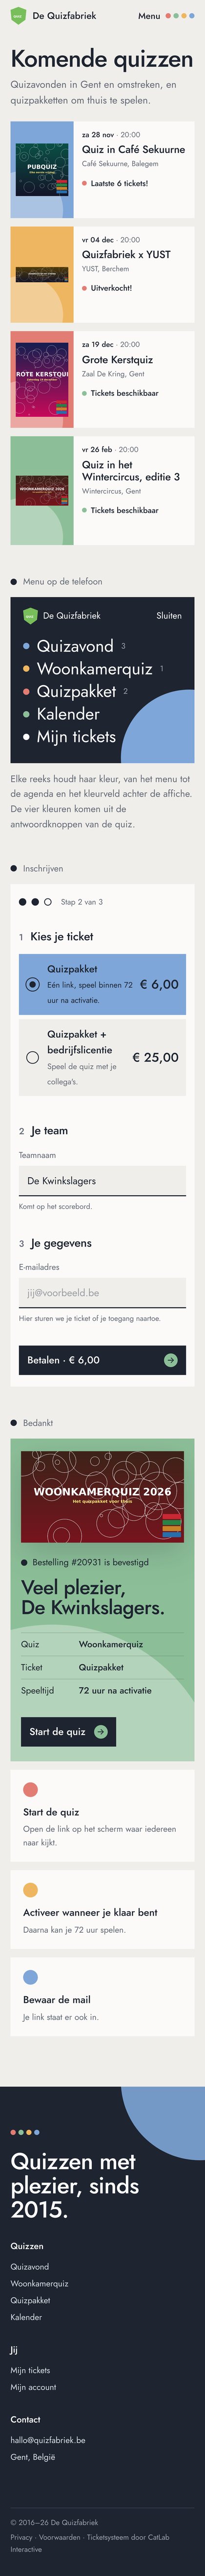 De Quizfabriek
Menu
Komende quizzen
Quizavonden in Gent en omstreken, en
quizpakketten om thuis te spelen.
PUBQUIZ
za 28 nov · 20:00
Quiz in Café Sekuurne
Café Sekuurne, Balegem
Laatste 6 tickets!
vr 04 dec · 20:00
Quizfabriek x YUST
YUST, Berchem
Uitverkocht!
ROTE KERSTQUI
za 19 dec · 20:00
Grote Kerstquiz
Zaal De Kring, Gent
Tickets beschikbaar
WOONKAMERQUIZ 2026
vr 26 feb · 20:00
Quiz in het
Wintercircus, editie 3
Wintercircus, Gent
Tickets beschikbaar
Menu op de telefoon
De Quizfabriek
Sluiten
Quizavond 3
Woonkamerquiz 1
Quizpakket 2
Kalender
Mijn tickets
Elke reeks houdt haar kleur, van het menu tot
de agenda en het kleurvlak achter de affiche.
De vier kleuren komen uit de
antwoordknoppen van de quiz.
Inschrijven
Stap 2 van 3
1 Kies je ticket
Quizpakket
Eén link, speel binnen 72
uur na activatie.
€ 6,00
Quizpakket +
bedrijfslicentie
Speel de quiz met je
collega's.
€ 25,00
2 Je team
Teamnaam
De Kwinkslagers
Komt op het scorebord.
3 Je gegevens
E-mailadres
jij@voorbeeld.be
Hier sturen we je ticket of je toegang naartoe.
Betalen · € 6,00
Bedankt
WOONKAMERQUIZ 2026
Het quizpakket voor thuis
Bestelling #20931 is bevestigd
Veel plezier,
De Kwinkslagers.
Quiz Woonkamerquiz
Ticket Quizpakket
Speeltijd 72 uur na activatie
Start de quiz
Start de quiz
Open de link op het scherm waar iedereen
naar kijkt.
Activeer wanneer je klaar bent
Daarna kan je 72 uur spelen.
Bewaar de mail
Je link staat er ook in.
Quizzen met
plezier, sinds
2015.
Quizzen
Quizavond
Woonkamerquiz
Quizpakket
Kalender
Jij
Mijn tickets
Mijn account
Contact
hallo@quizfabriek.be
Gent, België
© 2016–26 De Quizfabriek
Privacy · Voorwaarden · Ticketsysteem door CatLab
Interactive